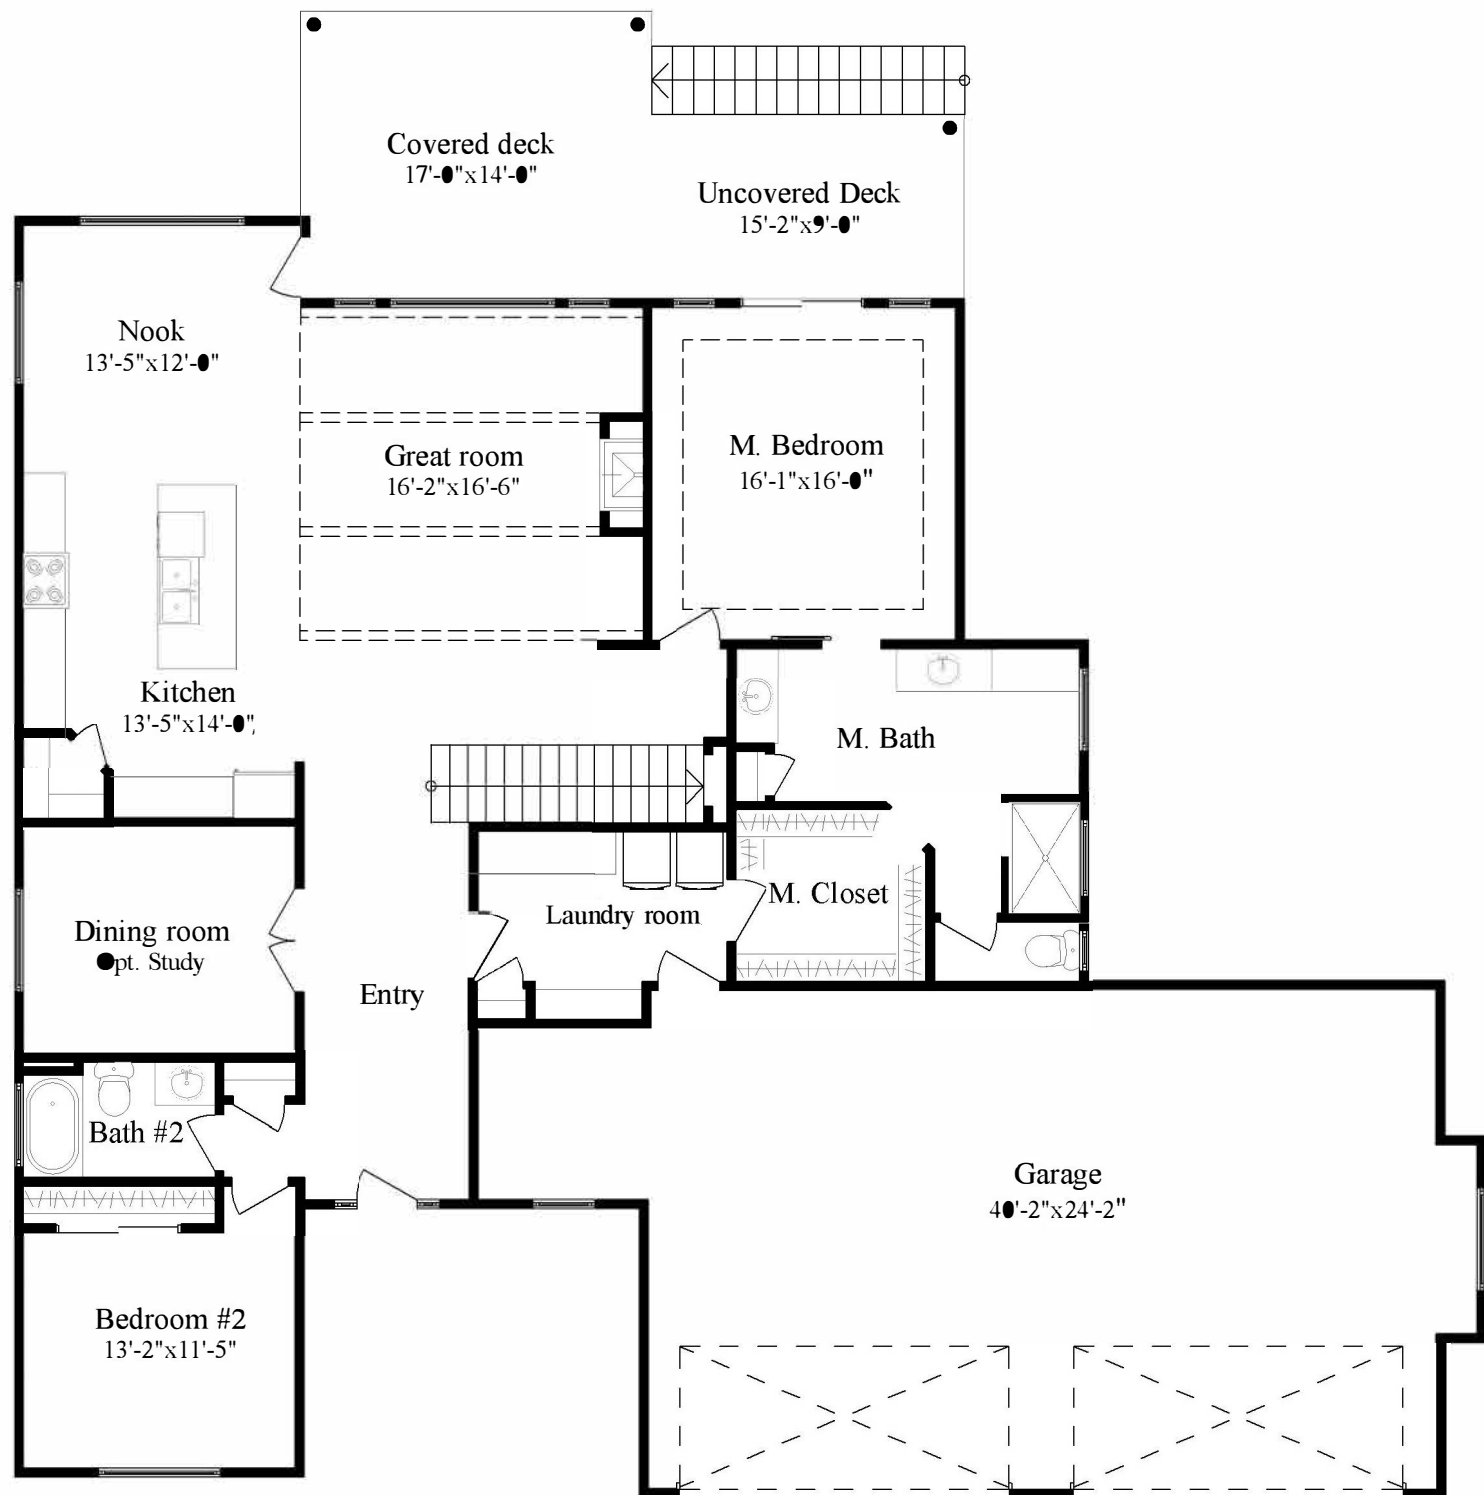 Covered deck
17'-0"x14'-0"
Uncovered Deck
15'-2"x9'-0"
Nook
13'-5"x12'-0"
Great room
16'-2"x16'-6"
M. Bedroom
16'-1"x16'-0"
Kitchen
13'-5"x14'-0"
M. Bath
M. Closet
Laundry room
Dining room
Opt. Study
Entry
Bath #2
Garage
40'-2"x24'-2"
Bedroom #2
13'-2"x11'-5"